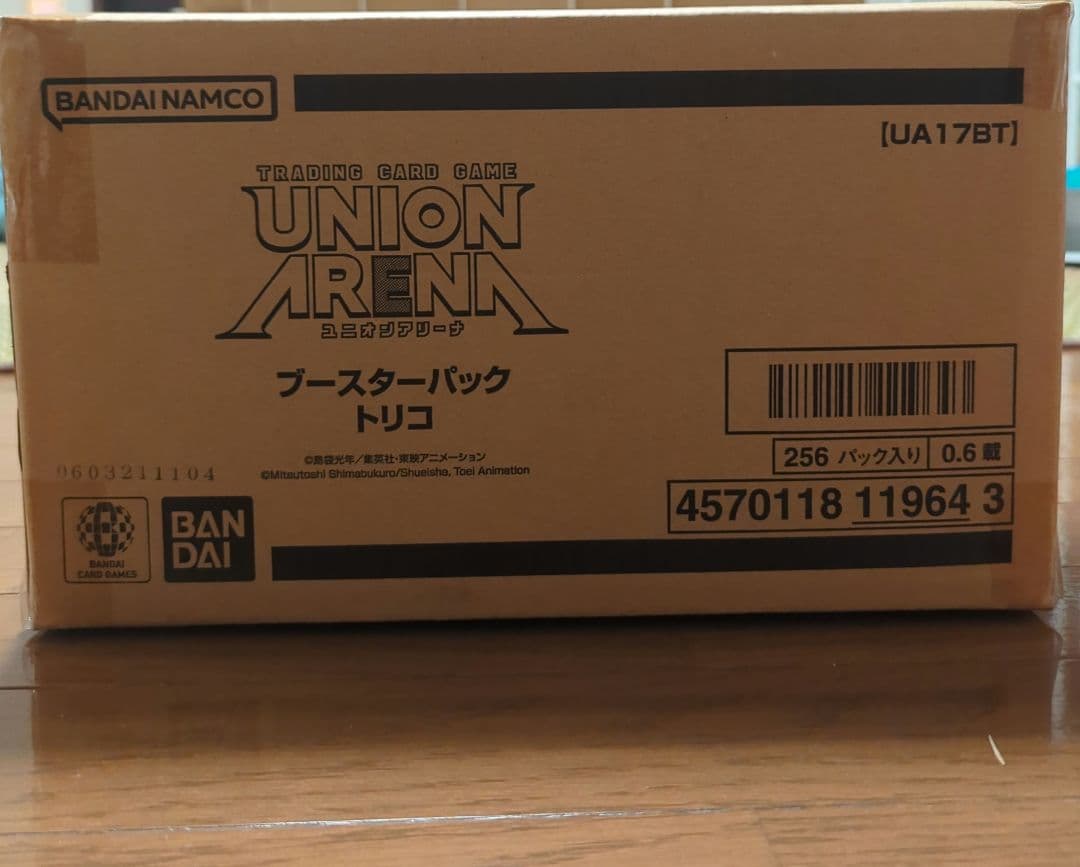 BANDAI NAMCO
【UA17BT】
TRADING CARD GAME
UNION
ARENA
ユニオンアリーナ
ブースターパック
トリコ
©島袋光年／集英社・東映アニメーション
©Mitsutoshi Shimabukuro/Shueisha, Toei Animation
256 パック入り
0.6 載
4570118 11964 3
0603211104
BANDAI
CARD GAMES
BAN
DAI